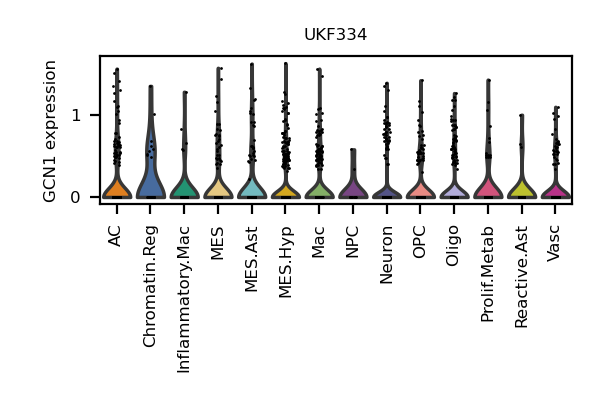 UKF334
GCN1 expression
1
0
AC
Chromatin.Reg
Inflammatory.Mac
MES
MES.Ast
MES.Hyp
Mac
NPC
Neuron
OPC
Oligo
Prolif.Metab
Reactive.Ast
Vasc